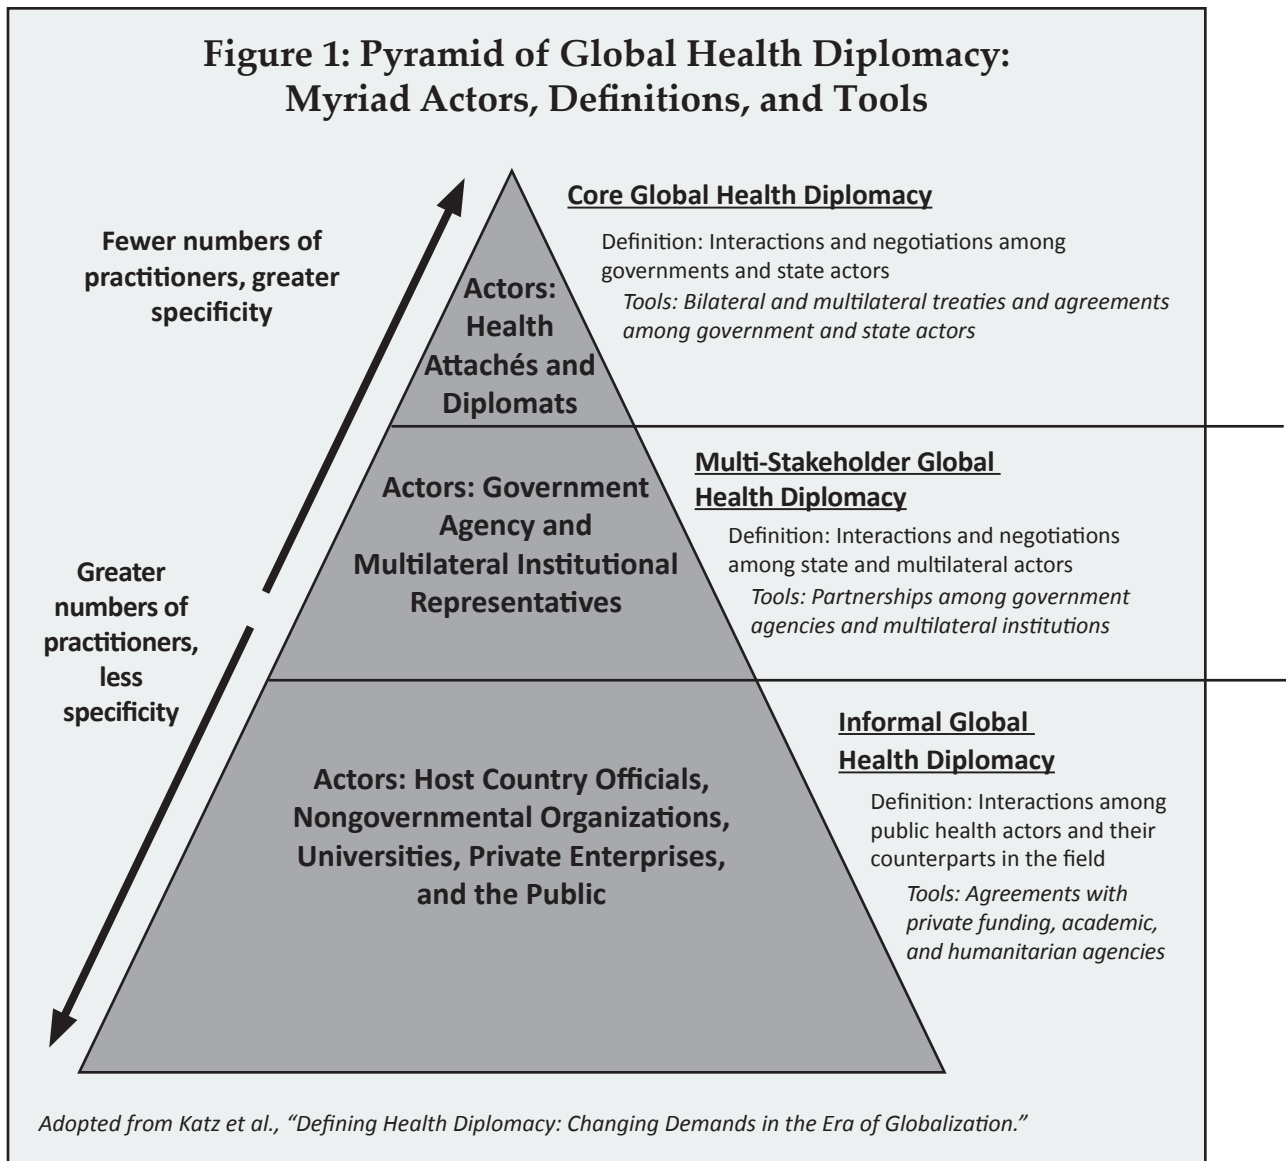 Figure 1: Pyramid of Global Health Diplomacy:
Myriad Actors, Definitions, and Tools
Fewer numbers of
practitioners, greater
specificity
Greater
numbers of
practitioners,
less
specificity
Actors:
Health
Attachés and
Diplomats
Core Global Health Diplomacy
Definition: Interactions and negotiations among
governments and state actors
Tools: Bilateral and multilateral treaties and agreements
among government and state actors
Actors: Government
Agency and
Multilateral Institutional
Representatives
Multi-Stakeholder Global
Health Diplomacy
Definition: Interactions and negotiations
among state and multilateral actors
Tools: Partnerships among government
agencies and multilateral institutions
Actors: Host Country Officials,
Nongovernmental Organizations,
Universities, Private Enterprises,
and the Public
Informal Global
Health Diplomacy
Definition: Interactions among
public health actors and their
counterparts in the field
Tools: Agreements with
private funding, academic,
and humanitarian agencies
Adopted from Katz et al., “Defining Health Diplomacy: Changing Demands in the Era of Globalization.”